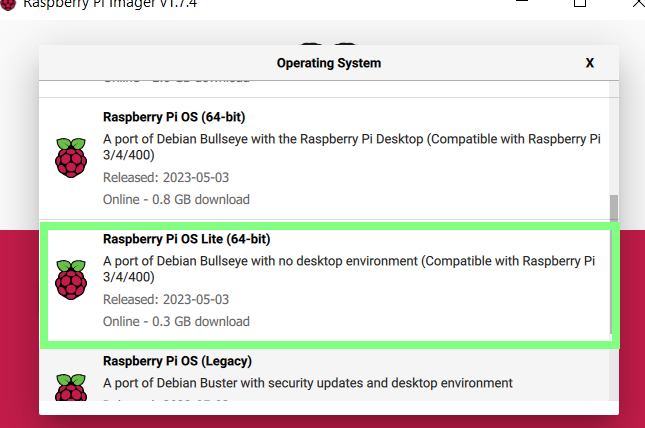 Raspberry Pi Imager v1.7.4
Operating System
X
Raspberry Pi OS (64-bit)
A port of Debian Bullseye with the Raspberry Pi Desktop (Compatible with Raspberry Pi
3/4/400)
Released: 2023-05-03
Online - 0.8 GB download
Raspberry Pi OS Lite (64-bit)
A port of Debian Bullseye with no desktop environment (Compatible with Raspberry Pi
3/4/400)
Released: 2023-05-03
Online - 0.3 GB download
Raspberry Pi OS (Legacy)
A port of Debian Buster with security updates and desktop environment